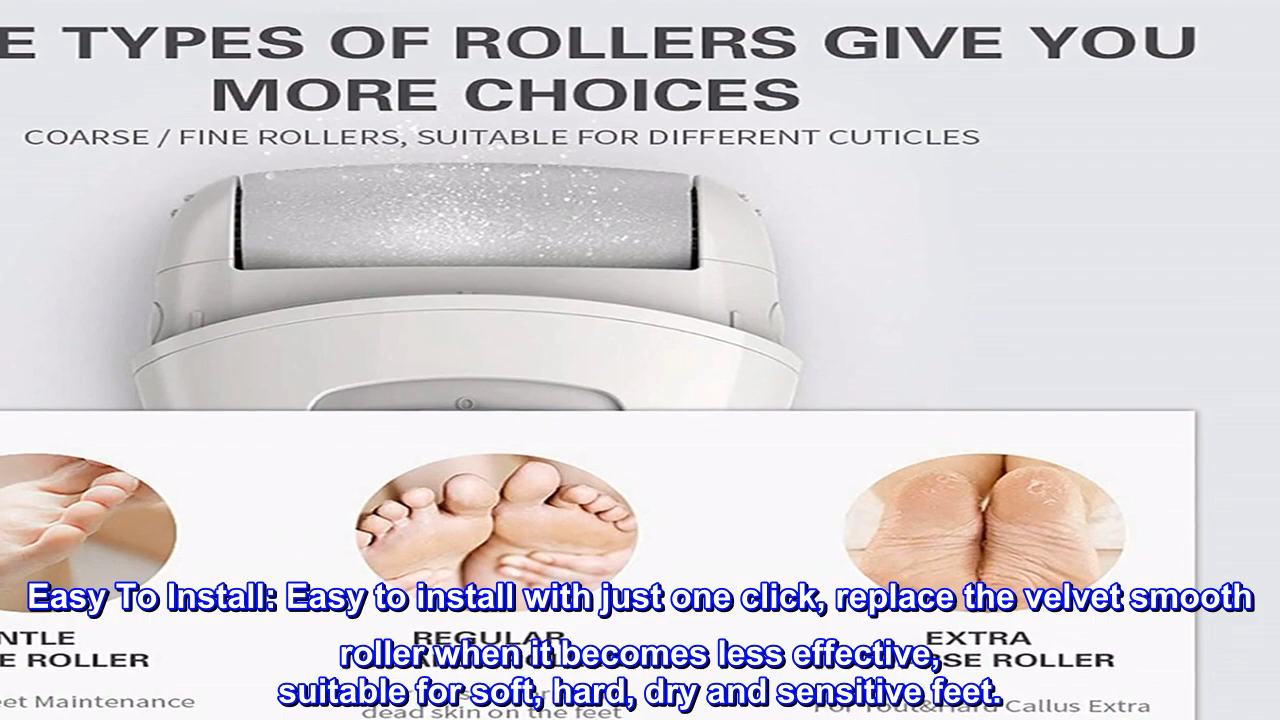 E TYPES OF ROLLERS GIVE YOU
MORE CHOICES
COARSE / FINE ROLLERS, SUITABLE FOR DIFFERENT CUTICLES
Easy To Install: Easy to install with just one click, replace the velvet smooth
roller when it becomes less effective,
suitable for soft, hard, dry and sensitive feet.
NTLE
E ROLLER
eet Maintenance
REGULAR
dead skin on the feet
EXTRA
SE ROLLER
Callus Extra